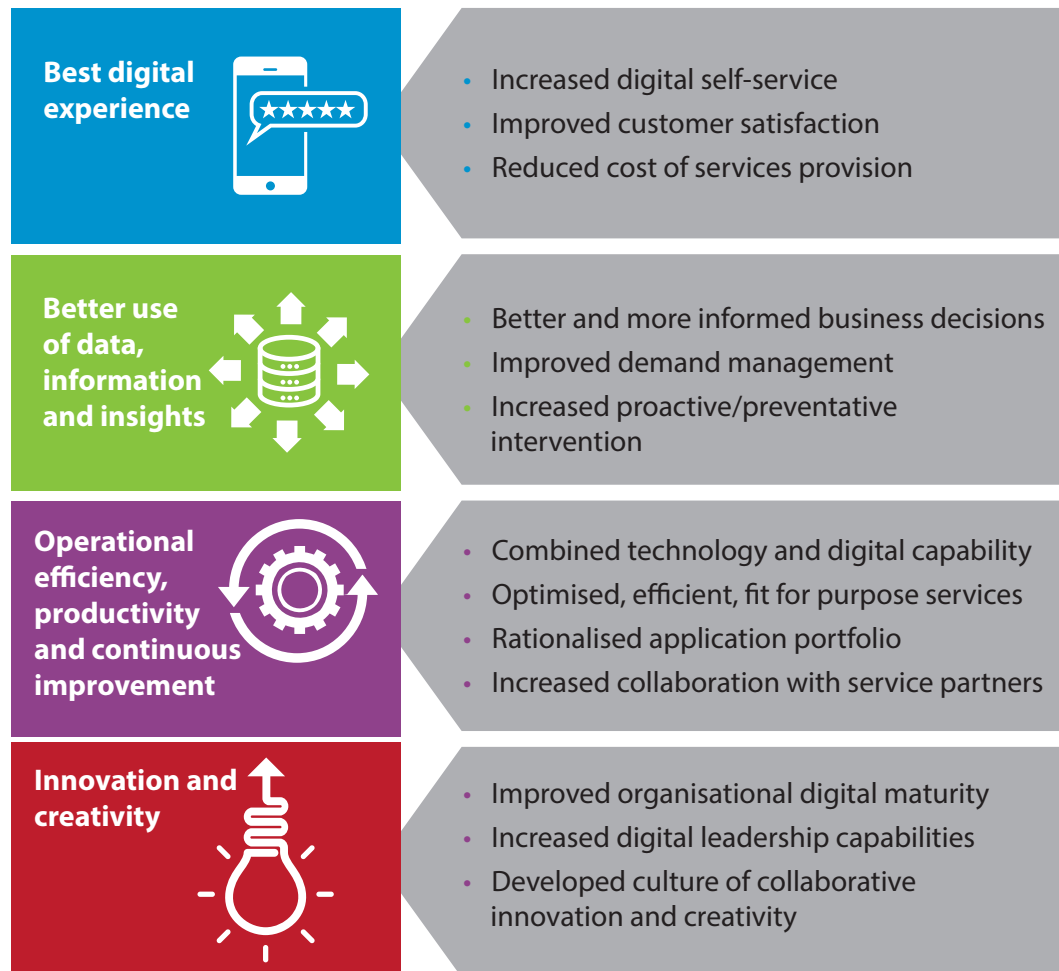 Best digital
experience
• Increased digital self-service
• Improved customer satisfaction
• Reduced cost of services provision
Better use
of data,
information
and insights
• Better and more informed business decisions
• Improved demand management
• Increased proactive/preventative
intervention
Operational
efficiency,
productivity
and continuous
improvement
• Combined technology and digital capability
• Optimised, efficient, fit for purpose services
• Rationalised application portfolio
• Increased collaboration with service partners
Innovation and
creativity
• Improved organisational digital maturity
• Increased digital leadership capabilities
• Developed culture of collaborative
innovation and creativity